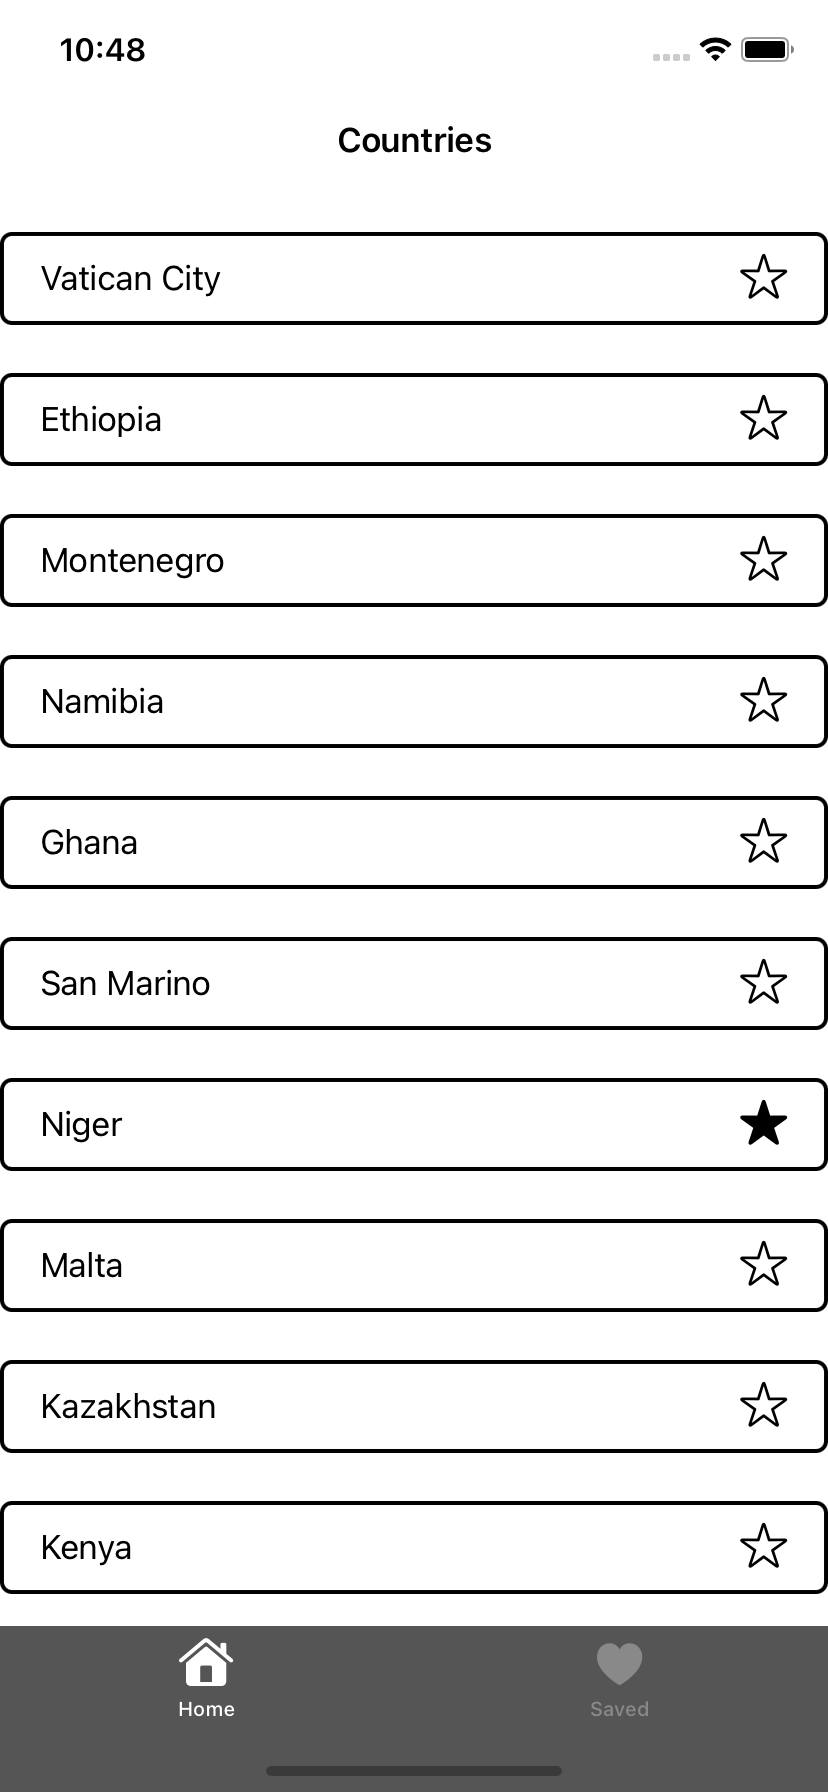 10:48
Countries
Vatican City
Ethiopia
Montenegro
Namibia
Ghana
San Marino
Niger
Malta
Kazakhstan
Kenya
Home
Saved